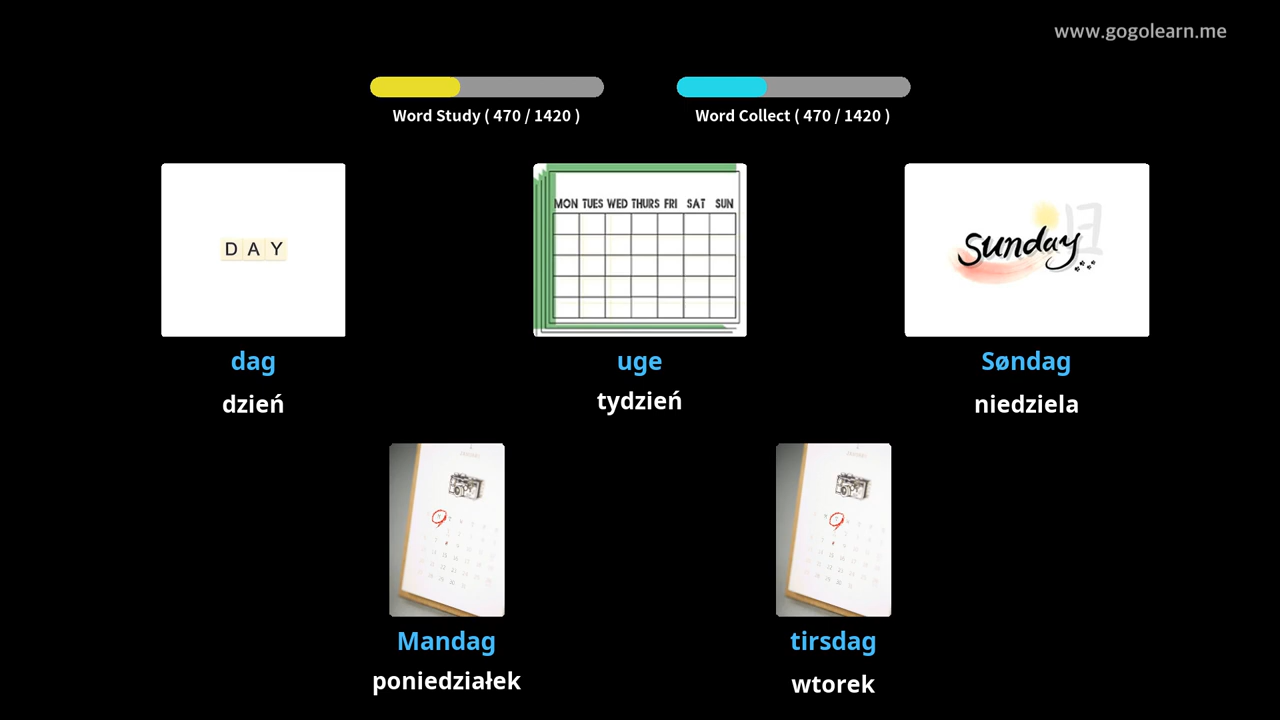 www.gogolearn.me
Word Study ( 470 / 1420 )
Word Collect ( 470 / 1420 )
D A Y
MON TUES WED THURS FRI SAT SUN
Sunday
dag
uge
Søndag
dzień
tydzień
niedziela
Mandag
tirsdag
poniedziałek
wtorek